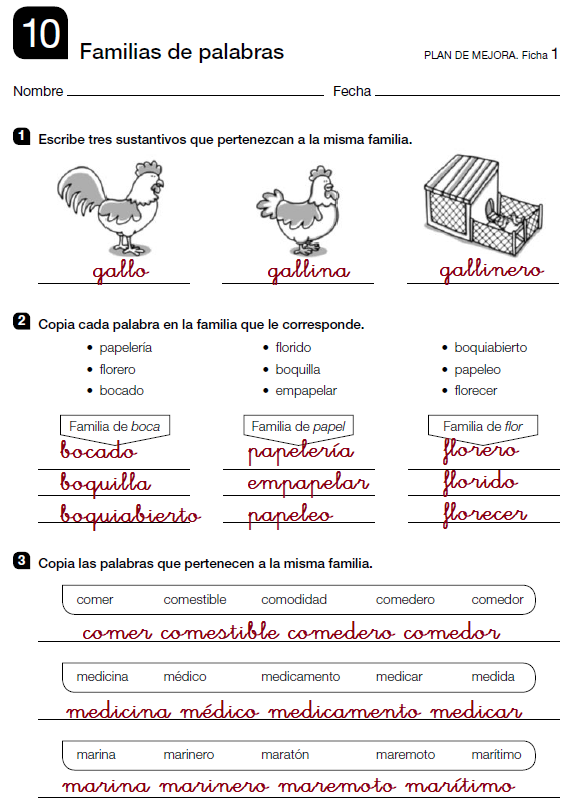 10
Familias de palabras
PLAN DE MEJORA. Ficha 1
Nombre Fecha
1 Escribe tres sustantivos que pertenezcan a la misma familia.
gallo gallina gallinero
2 Copia cada palabra en la familia que le corresponde.
• papelería • florido • boquiabierto
• florero • boquilla • papeleo
• bocado • empapelar • florecer
Familia de boca Familia de papel Familia de flor
bocado papelería florero
boquilla empapelar florido
boquiabierto papeleo florecer
3 Copia las palabras que pertenecen a la misma familia.
comer comestible comodidad comedero comedor
comer comestible comedero comedor
medicina médico medicamento medicar medida
medicina médico medicamento medicar
marina marinero maratón maremoto marítimo
marina marinero maremoto marítimo